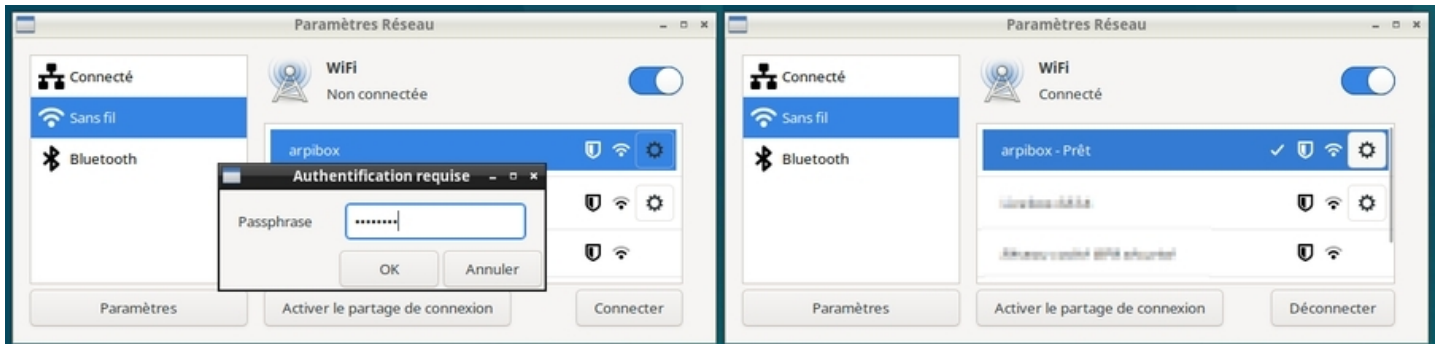 Paramètres Réseau
Connecté
Sans fil
Bluetooth
WiFi
Non connectée
arpibox
Authentification requise
Passphrase
OK
Annuler
Paramètres
Activer le partage de connexion
Connecter
Paramètres Réseau
Connecté
Sans fil
Bluetooth
WiFi
Connecté
arpibox - Prêt
Paramètres
Activer le partage de connexion
Déconnecter